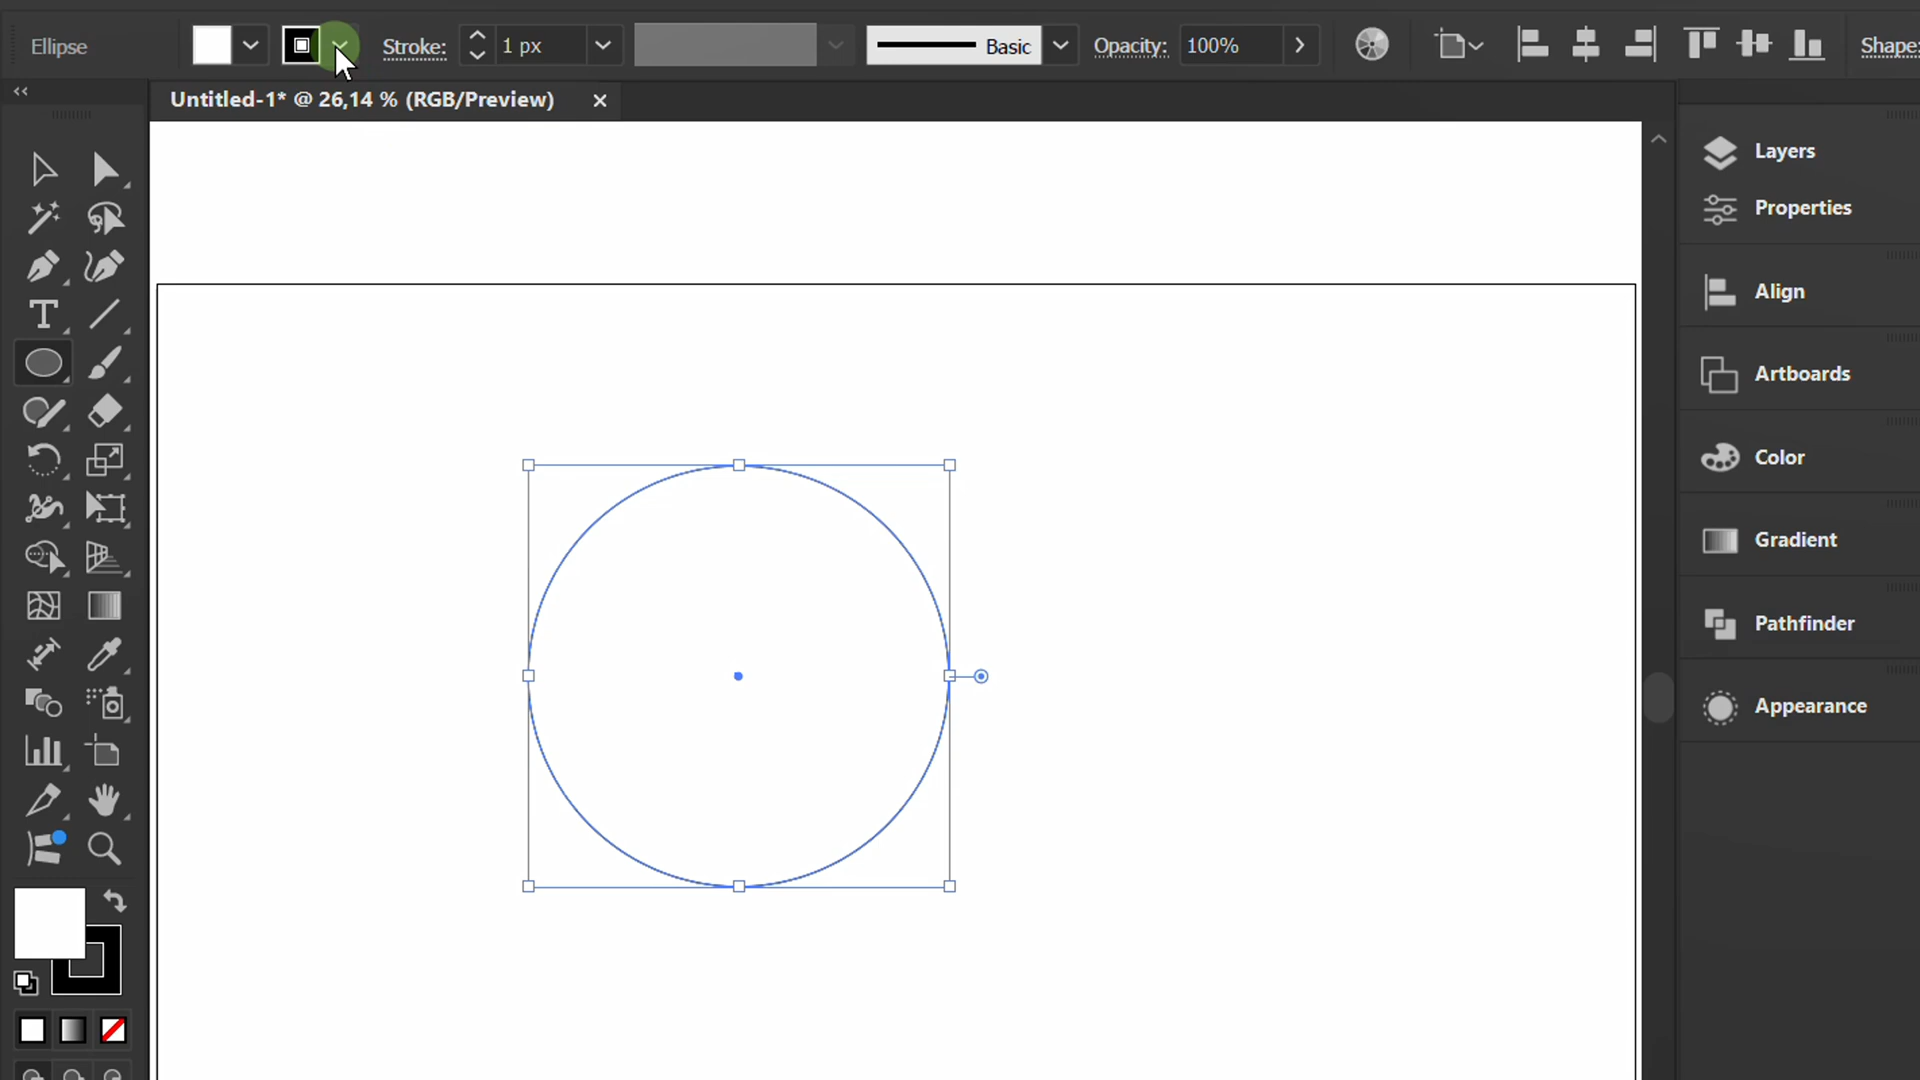 Ellipse
Stroke:
1 px
Basic
Opacity:
100%
Shape:
Untitled-1* @ 26,14 % (RGB/Preview)
Layers
Properties
Align
Artboards
Color
Gradient
Pathfinder
Appearance